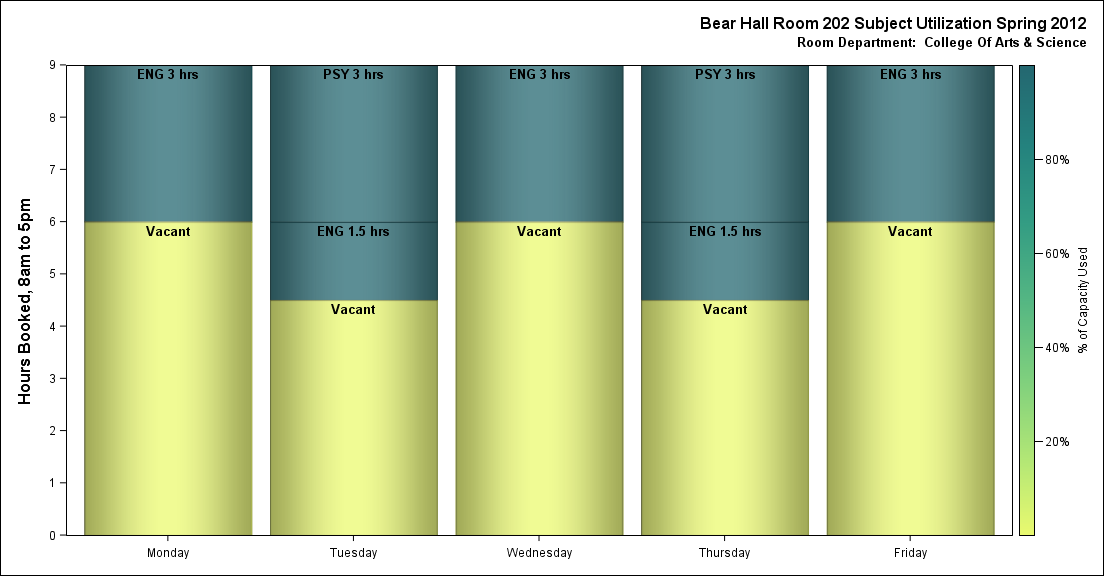 Bear Hall Room 202 Subject Utilization Spring 2012
Room Department:  College Of Arts & Science
Hours Booked, 8am to 5pm
9
8
7
6
5
4
3
2
1
0
ENG 3 hrs
PSY 3 hrs
ENG 3 hrs
PSY 3 hrs
ENG 3 hrs
Vacant
ENG 1.5 hrs
Vacant
ENG 1.5 hrs
Vacant
Vacant
Vacant
Monday
Tuesday
Wednesday
Thursday
Friday
80%
60%
40%
20%
% of Capacity Used